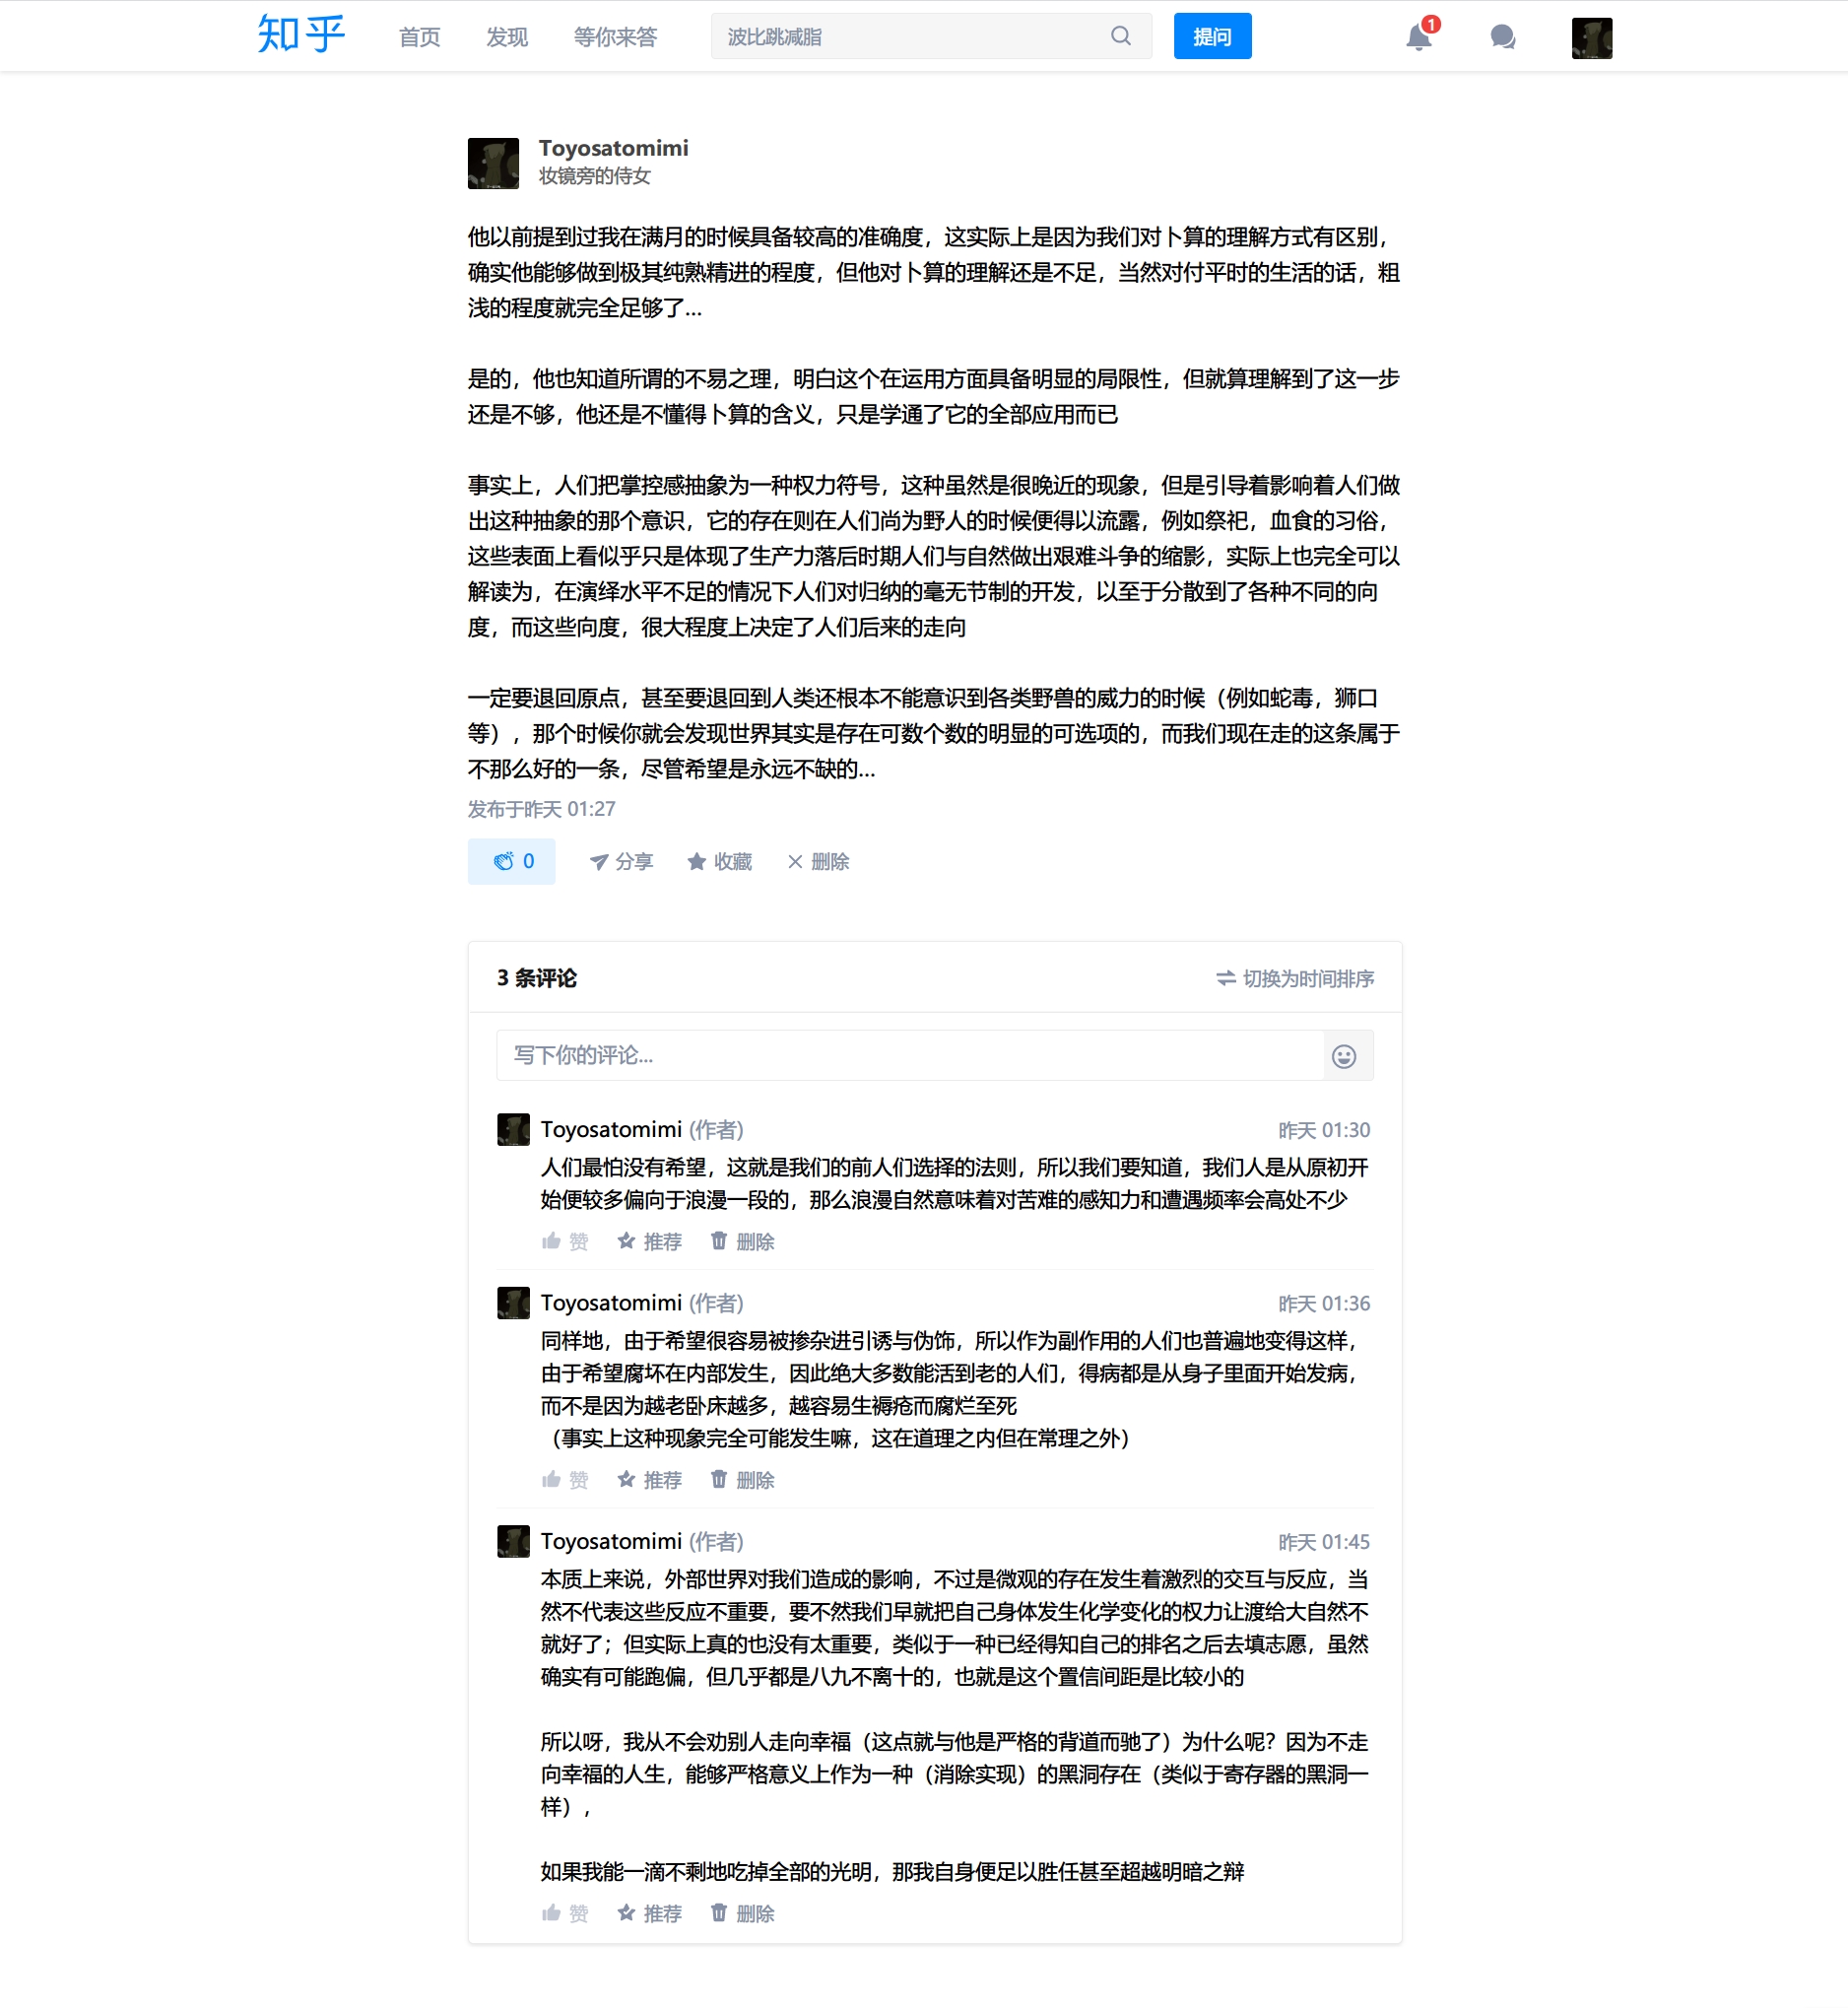 知乎
首页
发现
等你来答
波比跳减脂
提问
1
Toyosatomimi
妆镜旁的侍女
他以前提到过我在满月的时候具备较高的准确度，这实际上是因为我们对卜算的理解方式有区别，
确实他能够做到极其纯熟精进的程度，但他对卜算的理解还是不足，当然对付平时的生活的话，粗
浅的程度就完全足够了...
是的，他也知道所谓的不易之理，明白这个在运用方面具备明显的局限性，但就算理解到了这一步
还是不够，他还是不懂得卜算的含义，只是学通了它的全部应用而已
事实上，人们把掌控感抽象为一种权力符号，这种虽然是很晚近的现象，但是引导着影响着人们做
出这种抽象的那个意识，它的存在则在人们尚为野人的时候便得以流露，例如祭祀，血食的习俗，
这些表面上看似乎只是体现了生产力落后时期人们与自然做出艰难斗争的缩影，实际上也完全可以
解读为，在演绎水平不足的情况下人们对归纳的毫无节制的开发，以至于分散到了各种不同的向
度，而这些向度，很大程度上决定了人们后来的走向
一定要退回原点，甚至要退回到人类还根本不能意识到各类野兽的威力的时候（例如蛇毒，狮口
等），那个时候你就会发现世界其实是存在可数个数的明显的可选项的，而我们现在走的这条属于
不那么好的一条，尽管希望是永远不缺的...
发布于昨天 01:27
0
分享
收藏
删除
3 条评论
切换为时间排序
写下你的评论...
Toyosatomimi (作者)
昨天 01:30
人们最怕没有希望，这就是我们的前人们选择的法则，所以我们要知道，我们人是从原初开
始便较多偏向于浪漫一段的，那么浪漫自然意味着对苦难的感知力和遭遇频率会高处不少
赞
推荐
删除
Toyosatomimi (作者)
昨天 01:36
同样地，由于希望很容易被掺杂进引诱与伪饰，所以作为副作用的人们也普遍地变得这样，
由于希望腐坏在内部发生，因此绝大多数能活到老的人们，得病都是从身子里面开始发病，
而不是因为越老卧床越多，越容易生褥疮而腐烂至死
（事实上这种现象完全可能发生嘛，这在道理之内但在常理之外）
赞
推荐
删除
Toyosatomimi (作者)
昨天 01:45
本质上来说，外部世界对我们造成的影响，不过是微观的存在发生着激烈的交互与反应，当
然不代表这些反应不重要，要不然我们早就把自己身体发生化学变化的权力让渡给大自然不
就好了；但实际上真的也没有太重要，类似于一种已经得知自己的排名之后去填志愿，虽然
确实有可能跑偏，但几乎都是八九不离十的，也就是这个置信间距是比较小的
所以呀，我从不会劝别人走向幸福（这点就与他是严格的背道而驰了）为什么呢？因为不走
向幸福的人生，能够严格意义上作为一种（消除实现）的黑洞存在（类似于寄存器的黑洞一
样），
如果我能一滴不剩地吃掉全部的光明，那我自身便足以胜任甚至超越明暗之辩
赞
推荐
删除